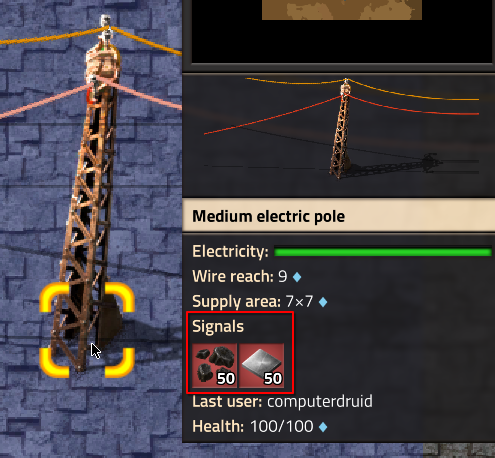 Medium electric pole
Electricity:
Wire reach: 9
Supply area: 7×7
Signals
50 50
Last user: computerdruid
Health: 100/100